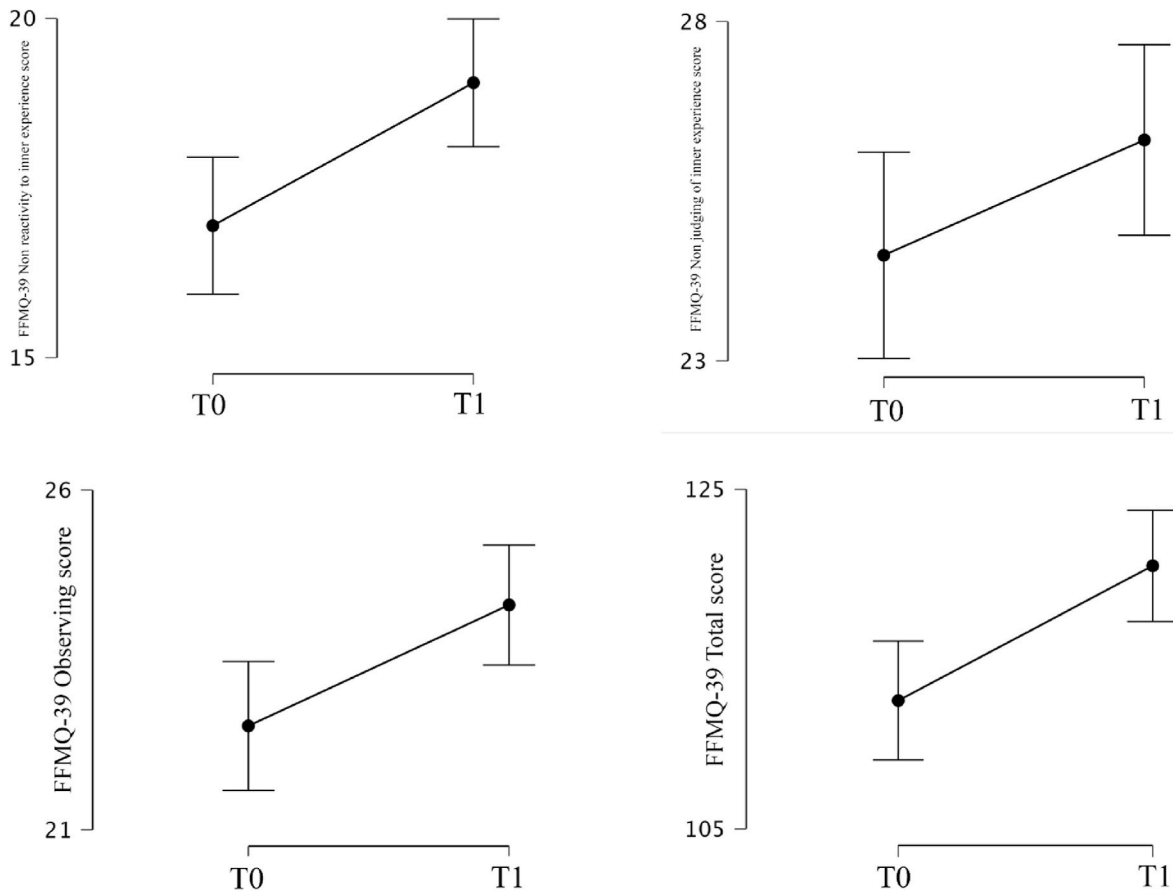 20
FFMQ-39 Non reactivity to inner experience score
15
T0
T1
28
FFMQ-39 Non judging of inner experience score
23
T0
T1
26
FFMQ-39 Observing score
21
T0
T1
125
FFMQ-39 Total score
105
T0
T1